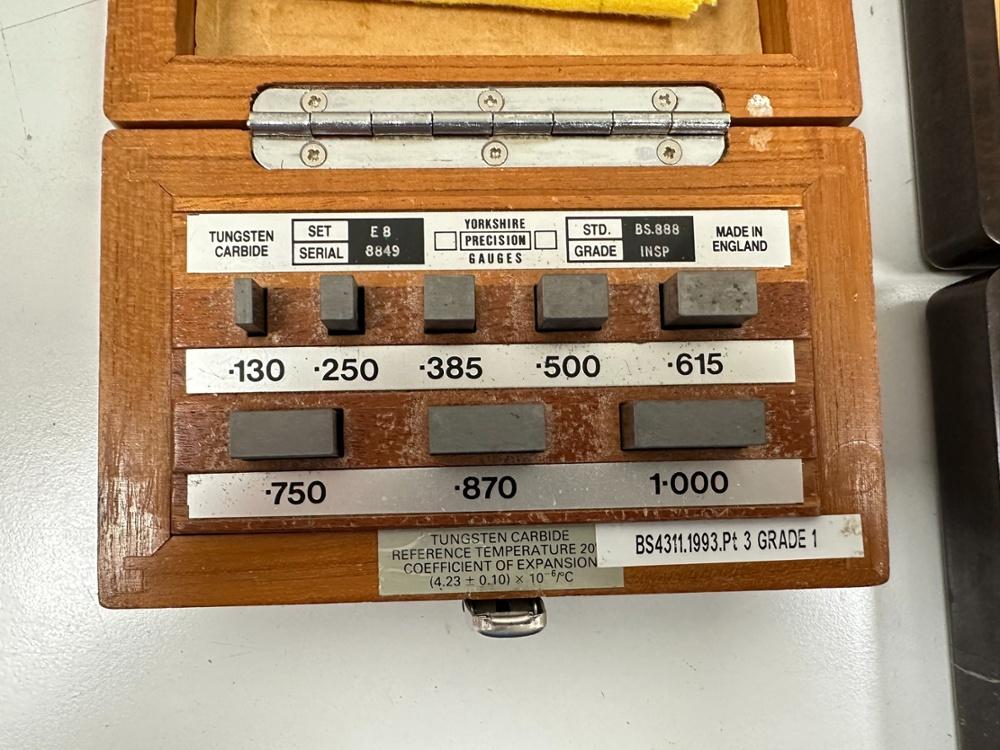 TUNGSTEN CARBIDE
SET E 8
SERIAL 8849
YORKSHIRE
PRECISION
GAUGES
STD. BS.888
GRADE INSP
MADE IN ENGLAND
·130 ·250 ·385 ·500 ·615
·750 ·870 1·000
TUNGSTEN CARBIDE
REFERENCE TEMPERATURE 20
COEFFICIENT OF EXPANSION
(4.23 ± 0.10) × 10⁻⁶/°C
BS4311.1993.Pt 3 GRADE 1